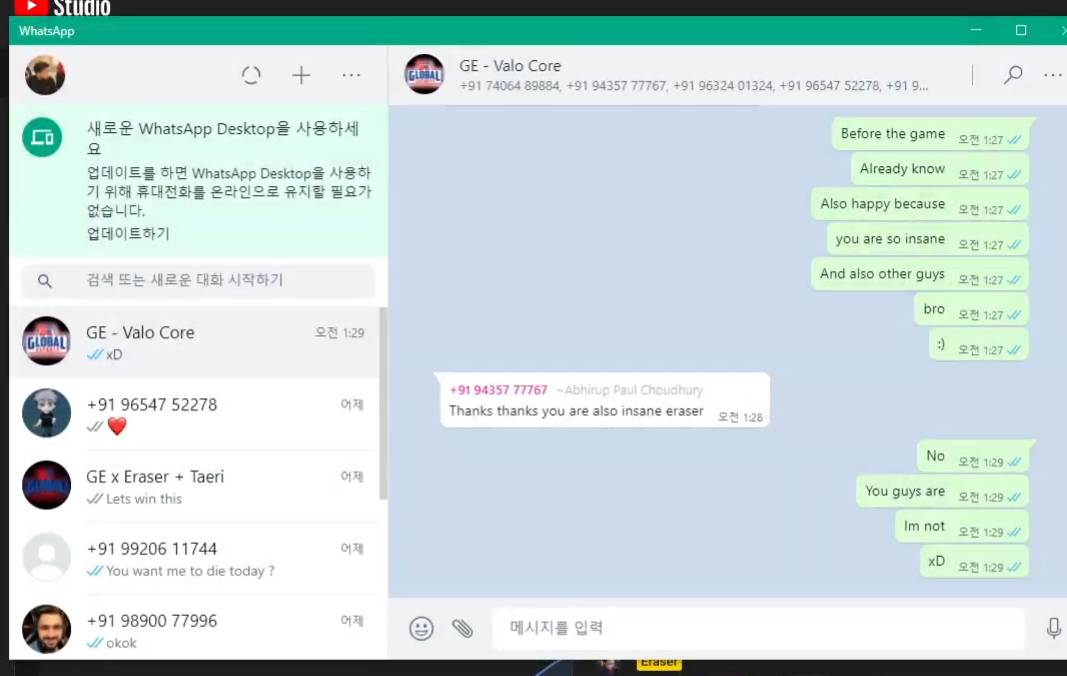 Studio
WhatsApp
새로운 WhatsApp Desktop을 사용하세
요
업데이트를 하면 WhatsApp Desktop을 사용하
기 위해 휴대전화를 온라인으로 유지할 필요가
없습니다.
업데이트하기
검색 또는 새로운 대화 시작하기
GE - Valo Core 오전 1:29
xD
+91 96547 52278 어제
❤️
GE x Eraser + Taeri 어제
Lets win this
+91 99206 11744 어제
You want me to die today ?
+91 98900 77996 어제
okok
GLOBAL
GE - Valo Core
+91 74064 89884, +91 94357 77767, +91 96324 01324, +91 96547 52278, +91 9...
Before the game 오전 1:27
Already know 오전 1:27
Also happy because 오전 1:27
you are so insane 오전 1:27
And also other guys 오전 1:27
bro 오전 1:27
:) 오전 1:27
+91 94357 77767 ~Abhirup Paul Choudhury
Thanks thanks you are also insane eraser 오전 1:28
No 오전 1:29
You guys are 오전 1:29
Im not 오전 1:29
xD 오전 1:29
메시지를 입력
Eraser